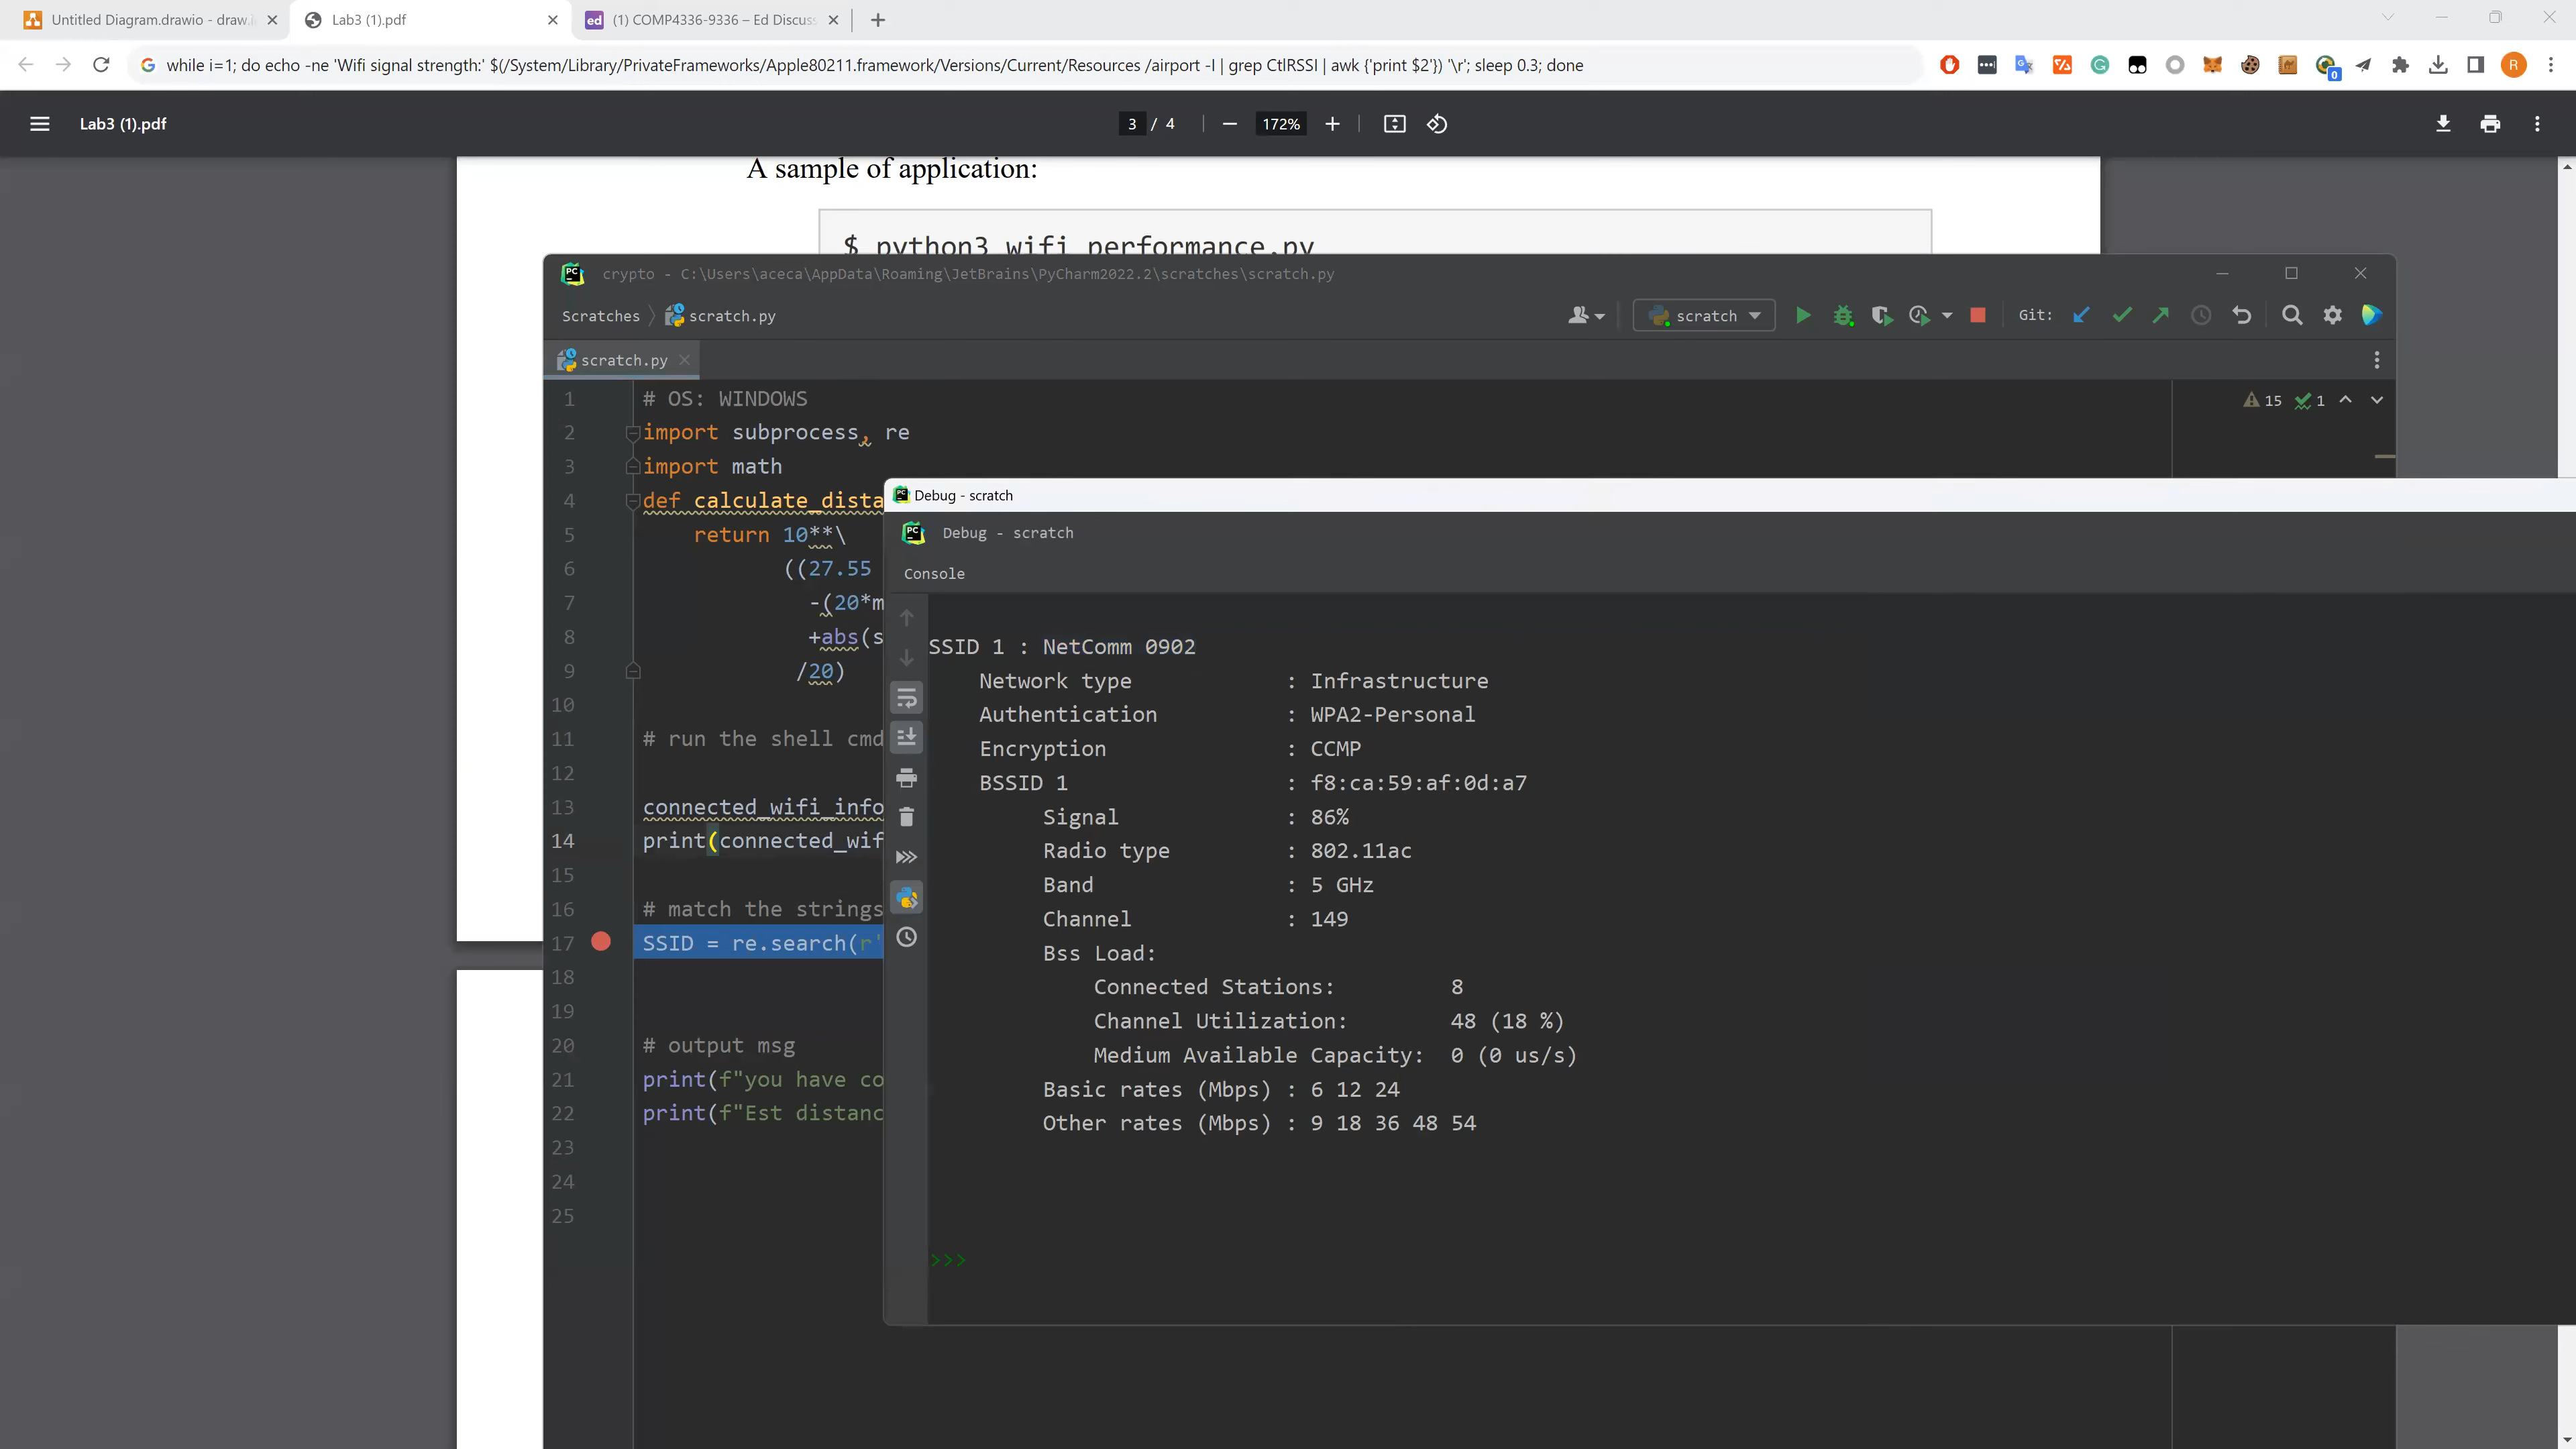 Untitled Diagram.drawio - draw.i
Lab3 (1).pdf
(1) COMP4336-9336 – Ed Discuss
while i=1; do echo -ne 'Wifi signal strength:' $(/System/Library/PrivateFrameworks/Apple80211.framework/Versions/Current/Resources /airport -I | grep CtlRSSI | awk {'print $2'}) '\r'; sleep 0.3; done
0
R
Lab3 (1).pdf
3 / 4
172%
A sample of application:
$ python3 wifi_performance.py
crypto - C:\Users\aceca\AppData\Roaming\JetBrains\PyCharm2022.2\scratches\scratch.py
Scratches
scratch.py
scratch
Git:
scratch.py
15
1
1 # OS: WINDOWS
2 import subprocess, re
3 import math
4 def calculate_dista
5 return 10**\
6 ((27.55
7 -(20*m
8 +abs(s
9 /20)
10
11 # run the shell cmd
12
13 connected_wifi_info
14 print(connected_wif
15
16 # match the strings
17 SSID = re.search(r'
18
19
20 # output msg
21 print(f"you have co
22 print(f"Est distanc
23
24
25
Debug - scratch
Debug - scratch
Console
SSID 1 : NetComm 0902
Network type : Infrastructure
Authentication : WPA2-Personal
Encryption : CCMP
BSSID 1 : f8:ca:59:af:0d:a7
Signal : 86%
Radio type : 802.11ac
Band : 5 GHz
Channel : 149
Bss Load:
Connected Stations: 8
Channel Utilization: 48 (18 %)
Medium Available Capacity: 0 (0 us/s)
Basic rates (Mbps) : 6 12 24
Other rates (Mbps) : 9 18 36 48 54
>>>